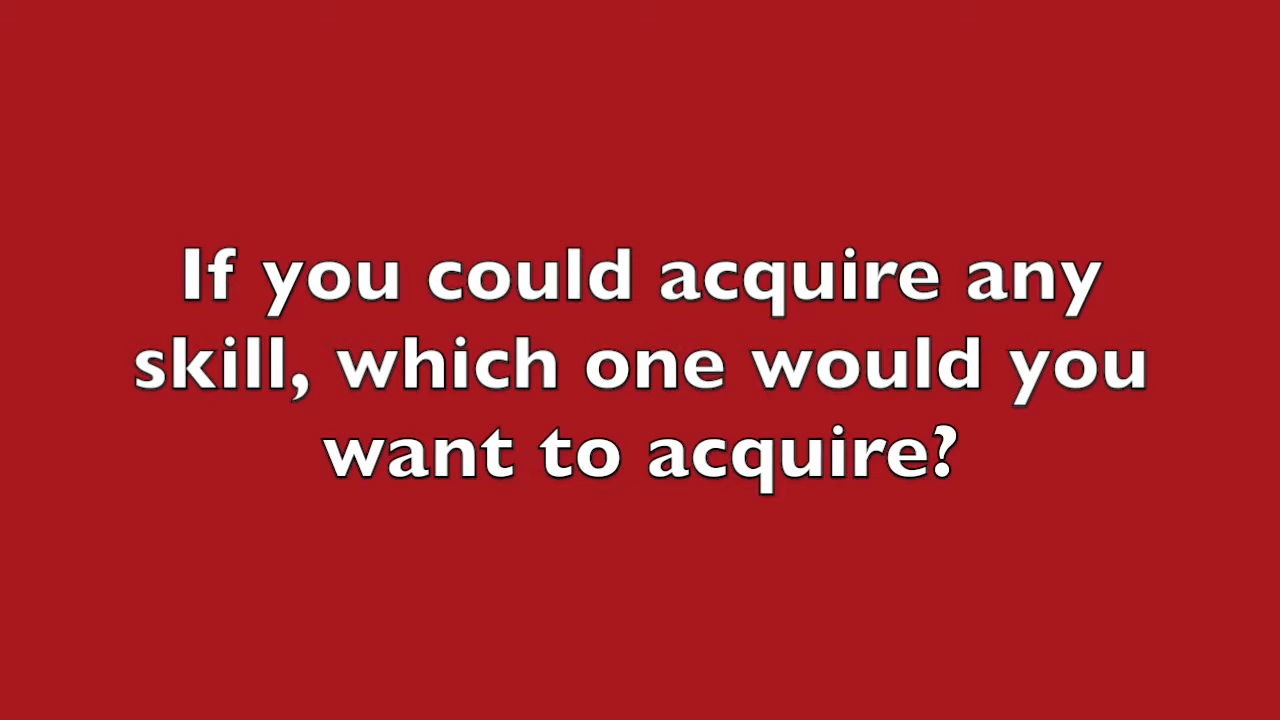 If you could acquire any
skill, which one would you
want to acquire?